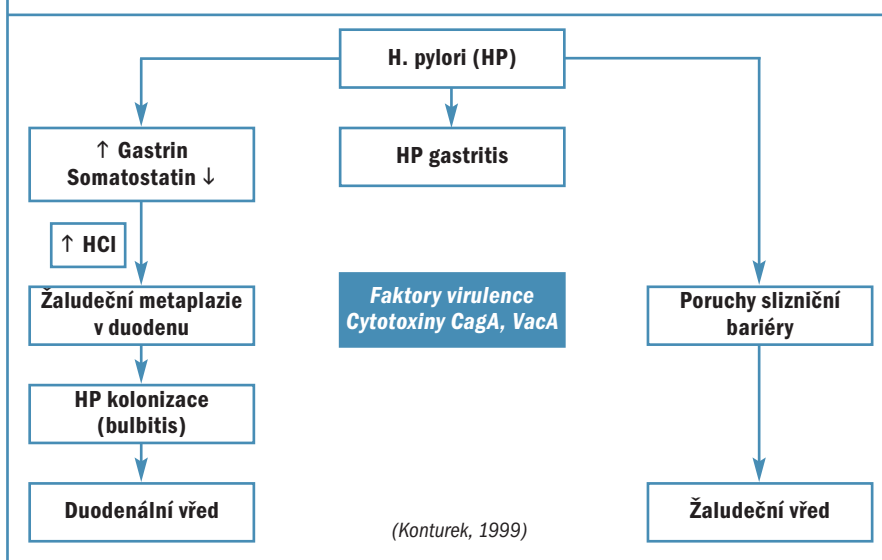 H. pylori (HP)
↑ Gastrin
Somatostatin ↓
HP gastritis
↑ HCl
Žaludeční metaplazie
v duodenu
Faktory virulence
Cytotoxiny CagA, VacA
Poruchy slizniční
bariéry
HP kolonizace
(bulbitis)
Duodenální vřed
(Konturek, 1999)
Žaludeční vřed